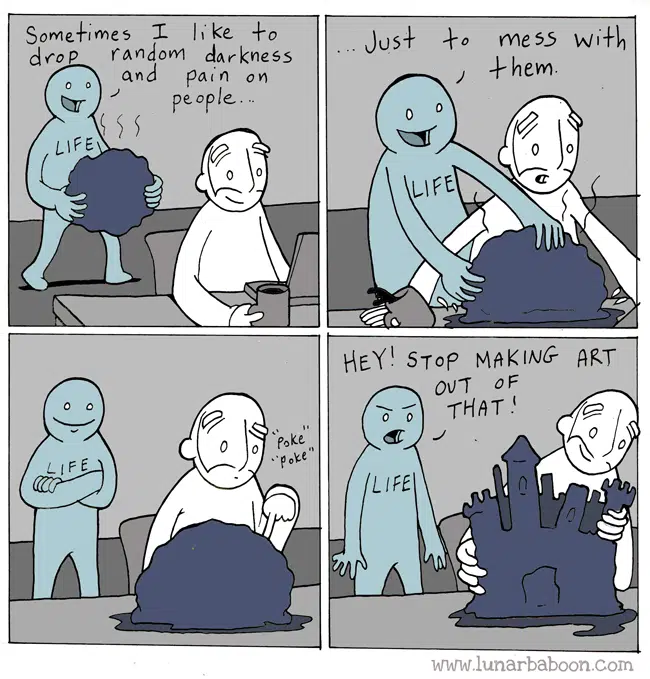 Sometimes I like to
drop random darkness
and pain on
people...
LIFE
... Just to mess with
them.
LIFE
LIFE
"Poke"
"Poke"
HEY! STOP MAKING ART
OUT OF
THAT!
LIFE
www.lunarbaboon.com